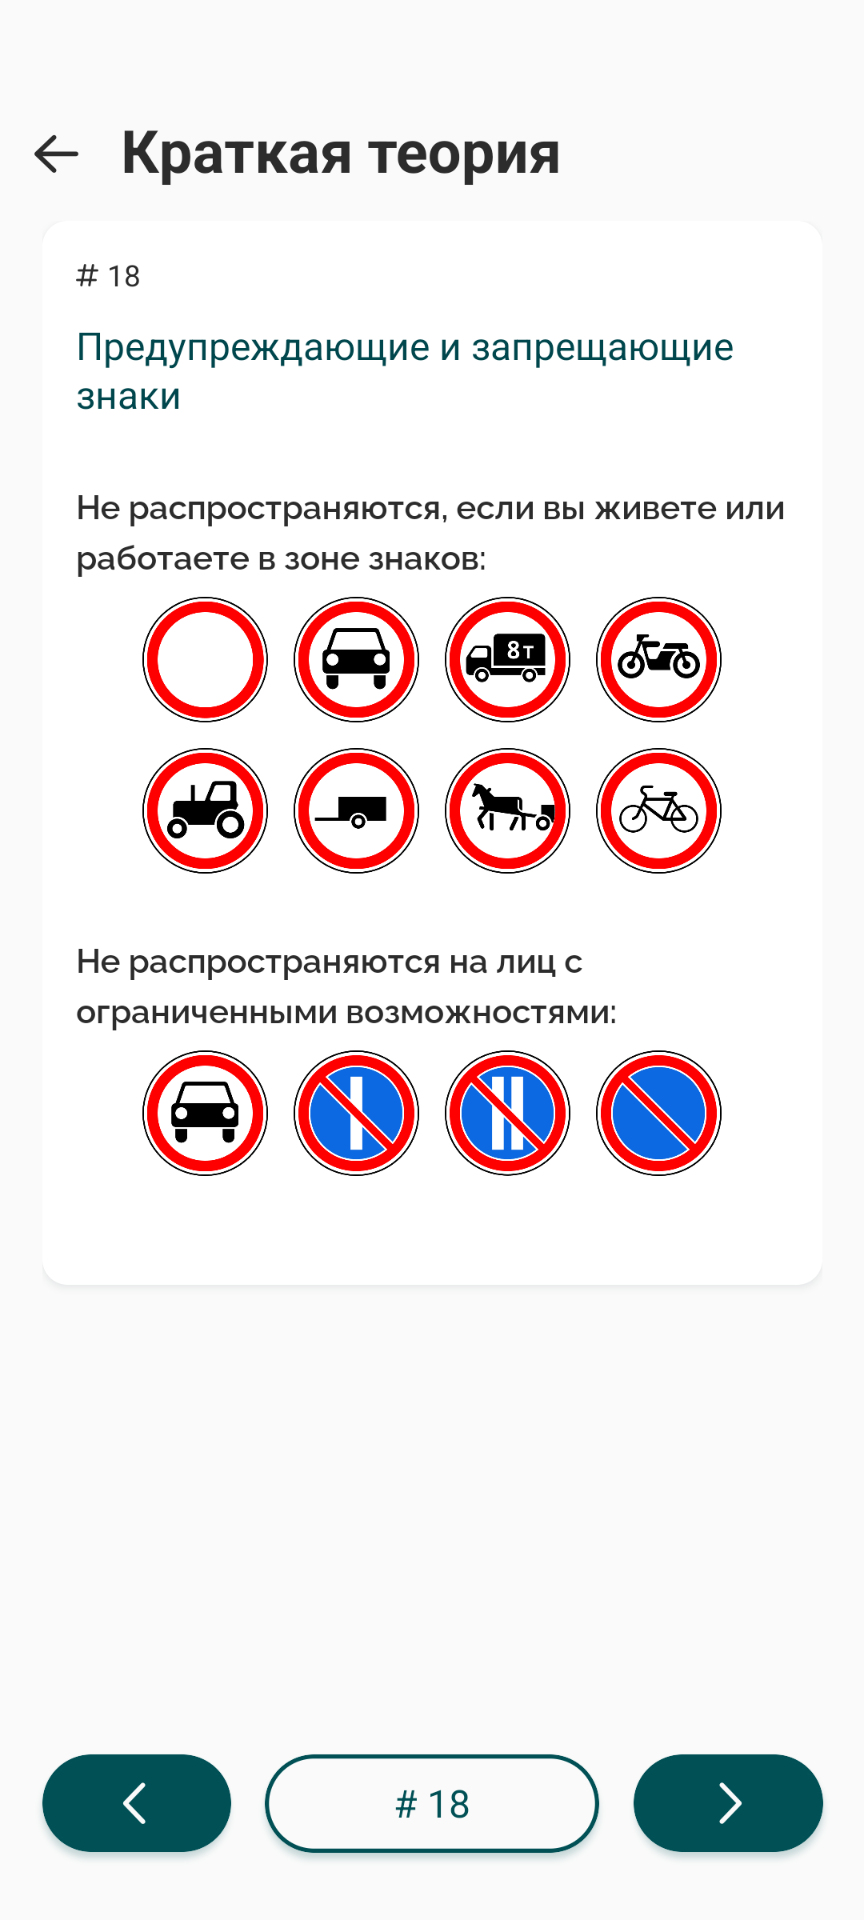 Краткая теория
# 18
Предупреждающие и запрещающие
знаки
Не распространяются, если вы живете или
работаете в зоне знаков:
8т
Не распространяются на лиц с
ограниченными возможностями:
# 18